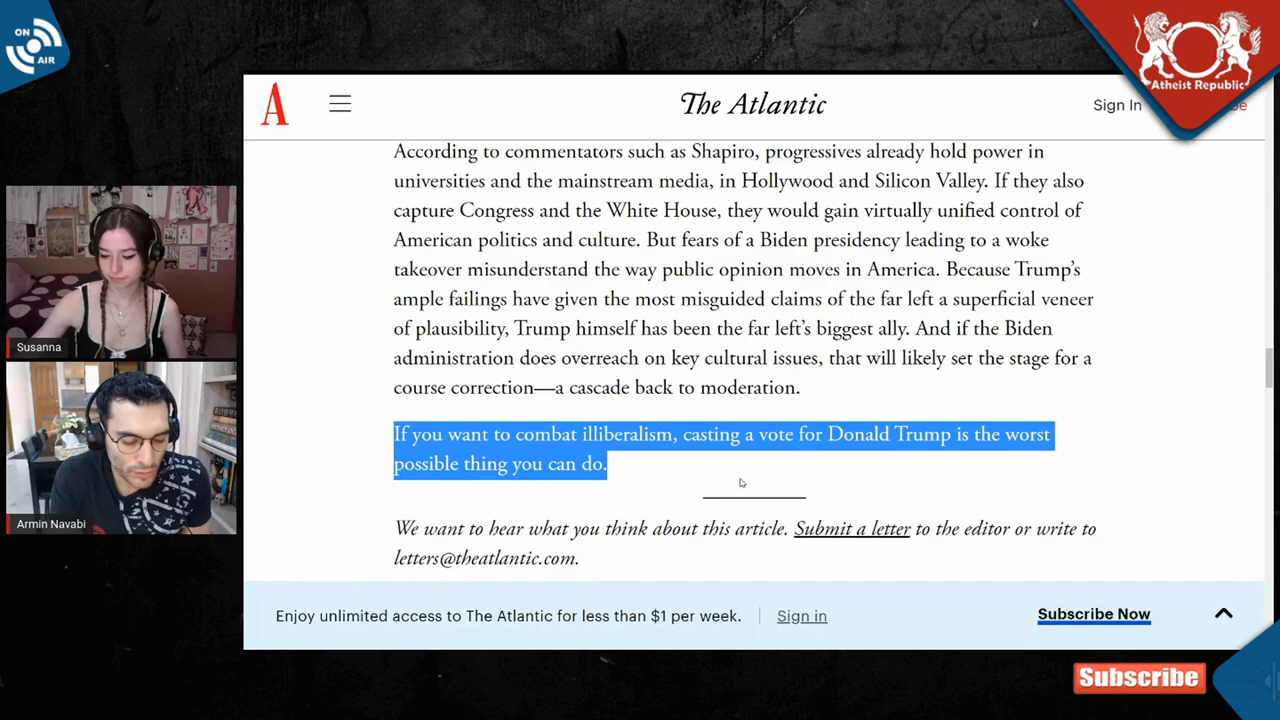 ON
AIR
Atheist Republic
A
The Atlantic
Sign In
be
According to commentators such as Shapiro, progressives already hold power in
universities and the mainstream media, in Hollywood and Silicon Valley. If they also
capture Congress and the White House, they would gain virtually unified control of
American politics and culture. But fears of a Biden presidency leading to a woke
takeover misunderstand the way public opinion moves in America. Because Trump's
ample failings have given the most misguided claims of the far left a superficial veneer
of plausibility, Trump himself has been the far left's biggest ally. And if the Biden
administration does overreach on key cultural issues, that will likely set the stage for a
course correction—a cascade back to moderation.
If you want to combat illiberalism, casting a vote for Donald Trump is the worst
possible thing you can do.
We want to hear what you think about this article. Submit a letter to the editor or write to
letters@theatlantic.com.
Enjoy unlimited access to The Atlantic for less than $1 per week.
Sign in
Subscribe Now
Susanna
Armin Navabi
Subscribe